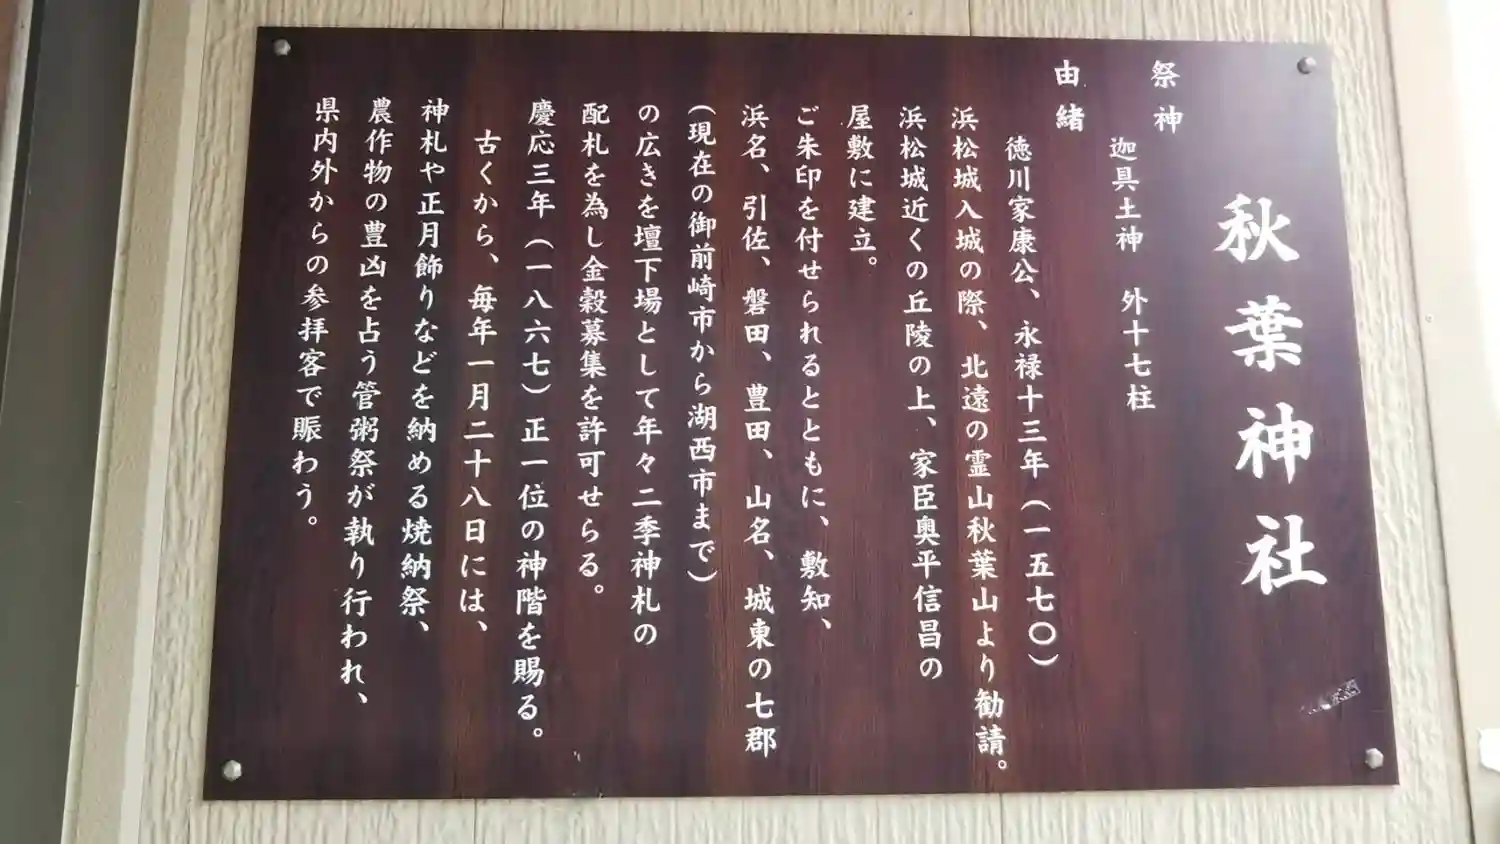 秋葉神社
祭神
迦具土神 外十七柱
由緒
徳川家康公、永禄十三年(一五七〇)
浜松城入城の際、北遠の霊山秋葉山より勧請。
浜松城近くの丘陵の上、家臣奥平信昌の
屋敷に建立。
ご朱印を付せられるとともに、敷知、
浜名、引佐、磐田、豊田、山名、城東の七郡
(現在の御前崎市から湖西市まで)
の広きを壇下場として年々二季神札の
配札を為し金穀募集を許可せらる。
慶応三年(一八六七)正一位の神階を賜る。
古くから、毎年一月二十八日には、
神札や正月飾りなどを納める焼納祭、
農作物の豊凶を占う管粥祭が執り行われ、
県内外からの参拝客で賑わう。